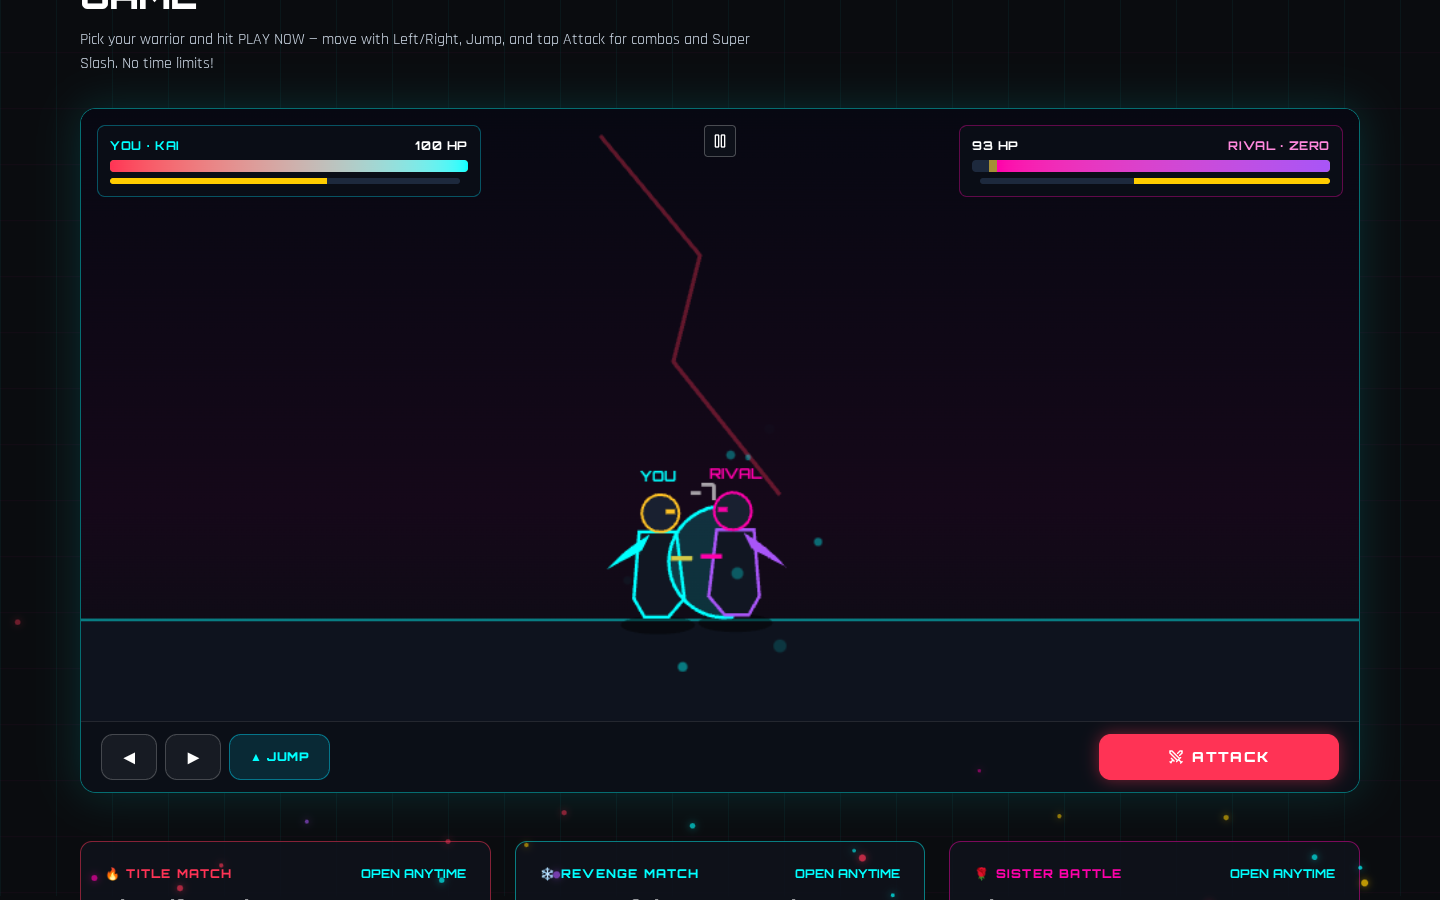 GAME
Pick your warrior and hit PLAY NOW — move with Left/Right, Jump, and tap Attack for combos and Super
Slash. No time limits!
YOU · KAI
100 HP
93 HP
RIVAL · ZERO
YOU
RIVAL
-7
◀
▶
▲ JUMP
ATTACK
🔥 TITLE MATCH
OPEN ANYTIME
❄️REVENGE MATCH
OPEN ANYTIME
🌹 SISTER BATTLE
OPEN ANYTIME